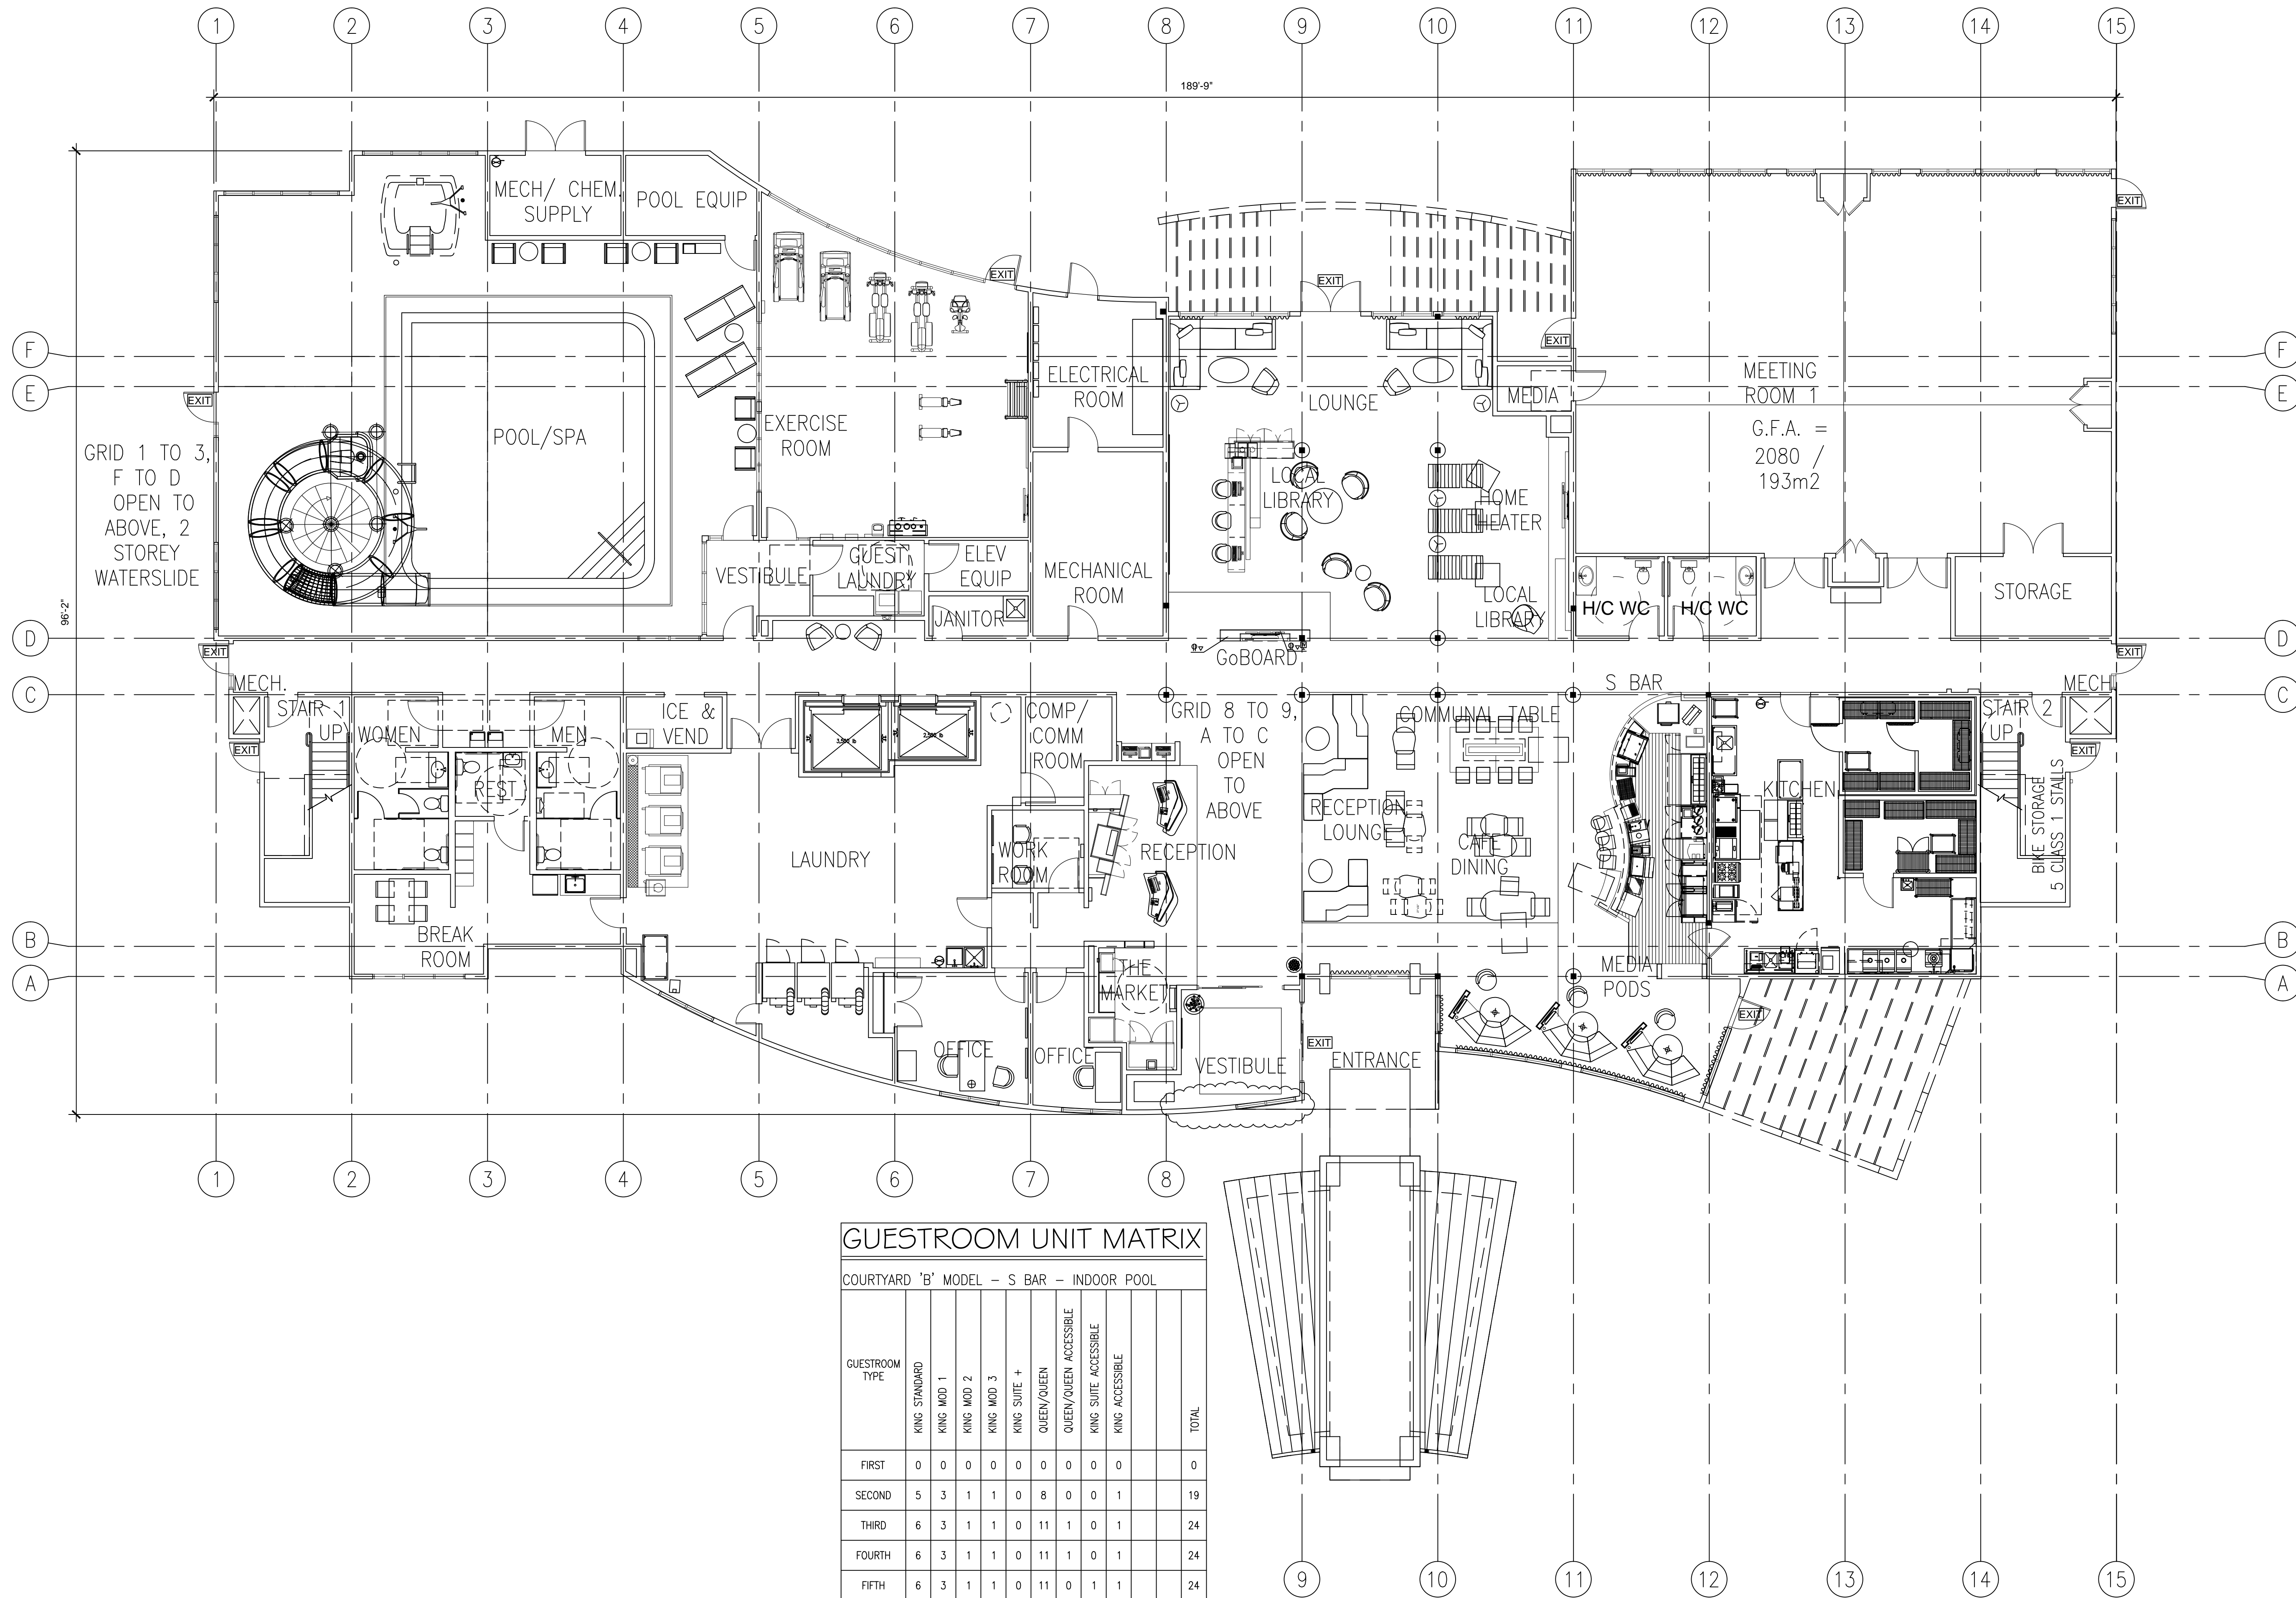 1 2 3 4 5 6 7 8 9 10 11 12 13 14 15
189'-9"
96'-2"
MECH/ CHEM.
SUPPLY
POOL EQUIP
EXIT
EXIT
EXIT
F
F
EXIT
E
E
EXIT
ELECTRICAL
ROOM
LOUNGE
MEDIA
MEETING
ROOM 1
G.F.A. =
2080 /
193m2
POOL/SPA
EXERCISE
ROOM
GRID 1 TO 3,
F TO D
OPEN TO
ABOVE, 2
STOREY
WATERSLIDE
LOCAL
LIBRARY
HOME
THEATER
VESTIBULE
GUEST
LAUNDRY
ELEV
EQUIP
JANITOR
MECHANICAL
ROOM
LOCAL
LIBRARY
H/C WC
H/C WC
STORAGE
D
D
EXIT
GoBOARD
EXIT
C
C
MECH.
STAIR 1
UP
EXIT
WOMEN
MEN
REST
ICE &
VEND
3,500 lb
2,500 lb
COMP/
COMM
ROOM
GRID 8 TO 9,
A TO C
OPEN
TO
ABOVE
COMMUNAL TABLE
S BAR
MECH.
STAIR 2
UP
EXIT
KITCHEN
BIKE STORAGE
5 CLASS 1 STALLS
RECEPTION
LOUNGE
CAFE
DINING
LAUNDRY
WORK
ROOM
RECEPTION
BREAK
ROOM
B
B
A
A
THE
MARKET
MEDIA
PODS
EXIT
OFFICE
OFFICE
VESTIBULE
EXIT
ENTRANCE
1 2 3 4 5 6 7 8
GUESTROOM UNIT MATRIX
COURTYARD 'B' MODEL – S BAR – INDOOR POOL
GUESTROOM
TYPE
KING STANDARD
KING MOD 1
KING MOD 2
KING MOD 3
KING SUITE +
QUEEN/QUEEN
QUEEN/QUEEN ACCESSIBLE
KING SUITE ACCESSIBLE
KING ACCESSIBLE
TOTAL
FIRST 0 0 0 0 0 0 0 0 0 0
SECOND 5 3 1 1 0 8 0 0 1 19
THIRD 6 3 1 1 0 11 1 0 1 24
FOURTH 6 3 1 1 0 11 1 0 1 24
FIFTH 6 3 1 1 0 11 0 1 1 24
9 10 11 12 13 14 15